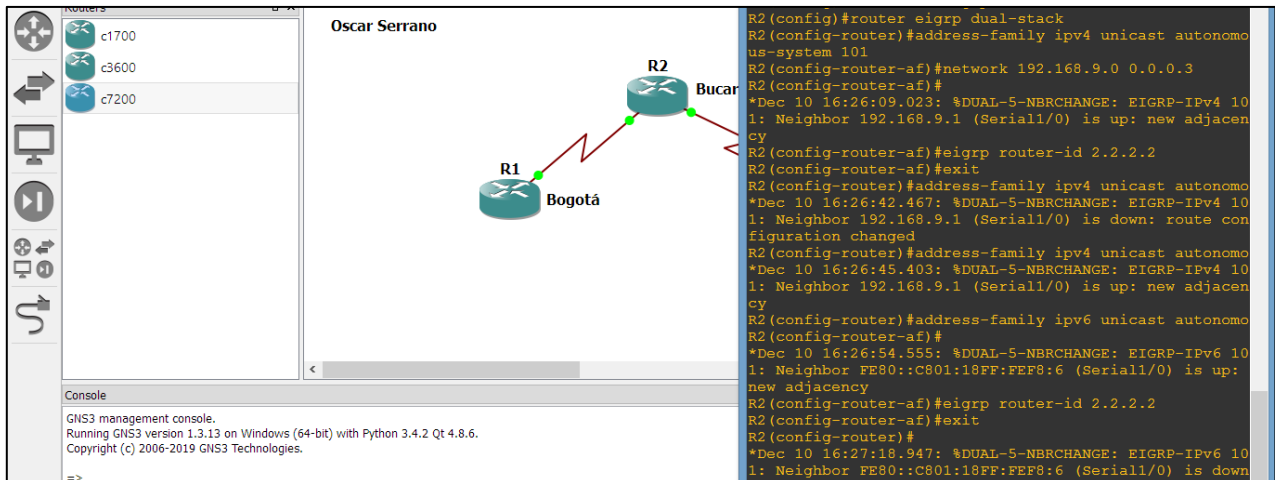 Routers
c1700
c3600
c7200
Oscar Serrano
R2
Bucar
R1
Bogotá
Console
GNS3 management console.
Running GNS3 version 1.3.13 on Windows (64-bit) with Python 3.4.2 Qt 4.8.6.
Copyright (c) 2006-2019 GNS3 Technologies.
=>
R2(config)#router eigrp dual-stack
R2(config-router)#address-family ipv4 unicast autonomo
us-system 101
R2(config-router-af)#network 192.168.9.0 0.0.0.3
R2(config-router-af)#
*Dec 10 16:26:09.023: %DUAL-5-NBRCHANGE: EIGRP-IPv4 10
1: Neighbor 192.168.9.1 (Serial1/0) is up: new adjacen
cy
R2(config-router-af)#eigrp router-id 2.2.2.2
R2(config-router-af)#exit
R2(config-router)#address-family ipv4 unicast autonomo
*Dec 10 16:26:42.467: %DUAL-5-NBRCHANGE: EIGRP-IPv4 10
1: Neighbor 192.168.9.1 (Serial1/0) is down: route con
figuration changed
R2(config-router)#address-family ipv4 unicast autonomo
*Dec 10 16:26:45.403: %DUAL-5-NBRCHANGE: EIGRP-IPv4 10
1: Neighbor 192.168.9.1 (Serial1/0) is up: new adjacen
cy
R2(config-router)#address-family ipv6 unicast autonomo
R2(config-router-af)#
*Dec 10 16:26:54.555: %DUAL-5-NBRCHANGE: EIGRP-IPv6 10
1: Neighbor FE80::C801:18FF:FEF8:6 (Serial1/0) is up:
new adjacency
R2(config-router-af)#eigrp router-id 2.2.2.2
R2(config-router-af)#exit
R2(config-router)#
*Dec 10 16:27:18.947: %DUAL-5-NBRCHANGE: EIGRP-IPv6 10
1: Neighbor FE80::C801:18FF:FEF8:6 (Serial1/0) is down